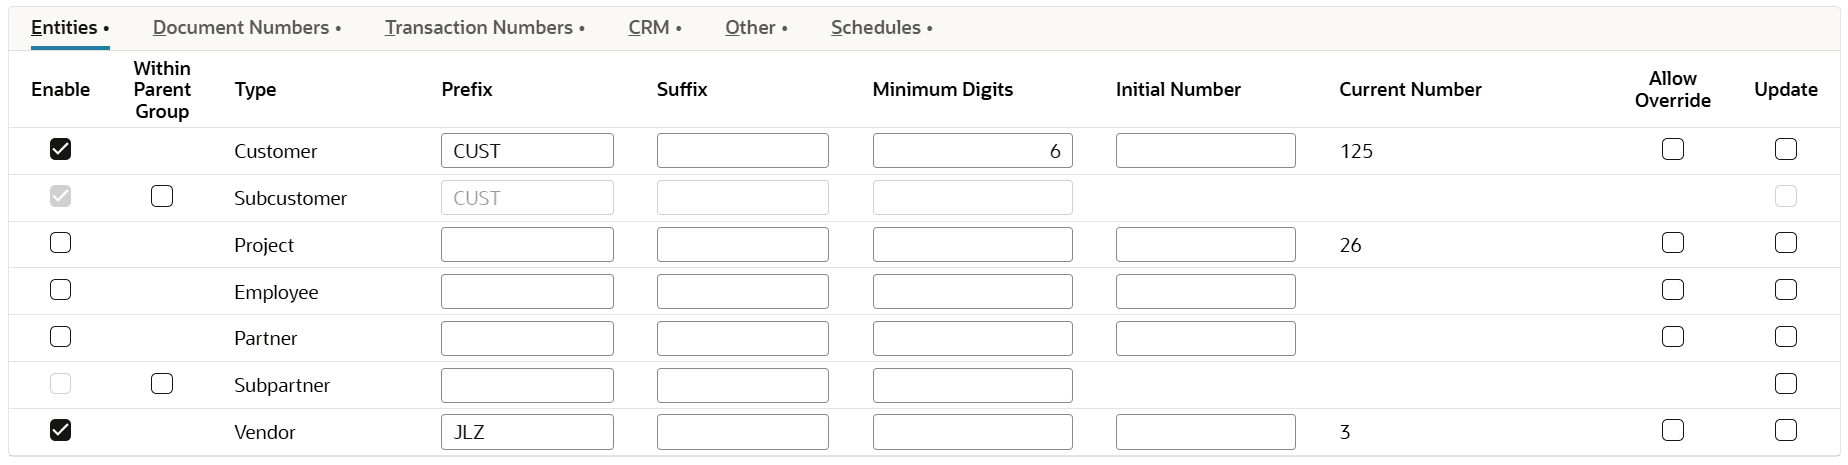 Entities • Document Numbers • Transaction Numbers • CRM • Other • Schedules •
Enable Within Parent Group Type Prefix Suffix Minimum Digits Initial Number Current Number Allow Override Update
Customer CUST 6 125
Subcustomer CUST
Project 26
Employee
Partner
Subpartner
Vendor JLZ 3